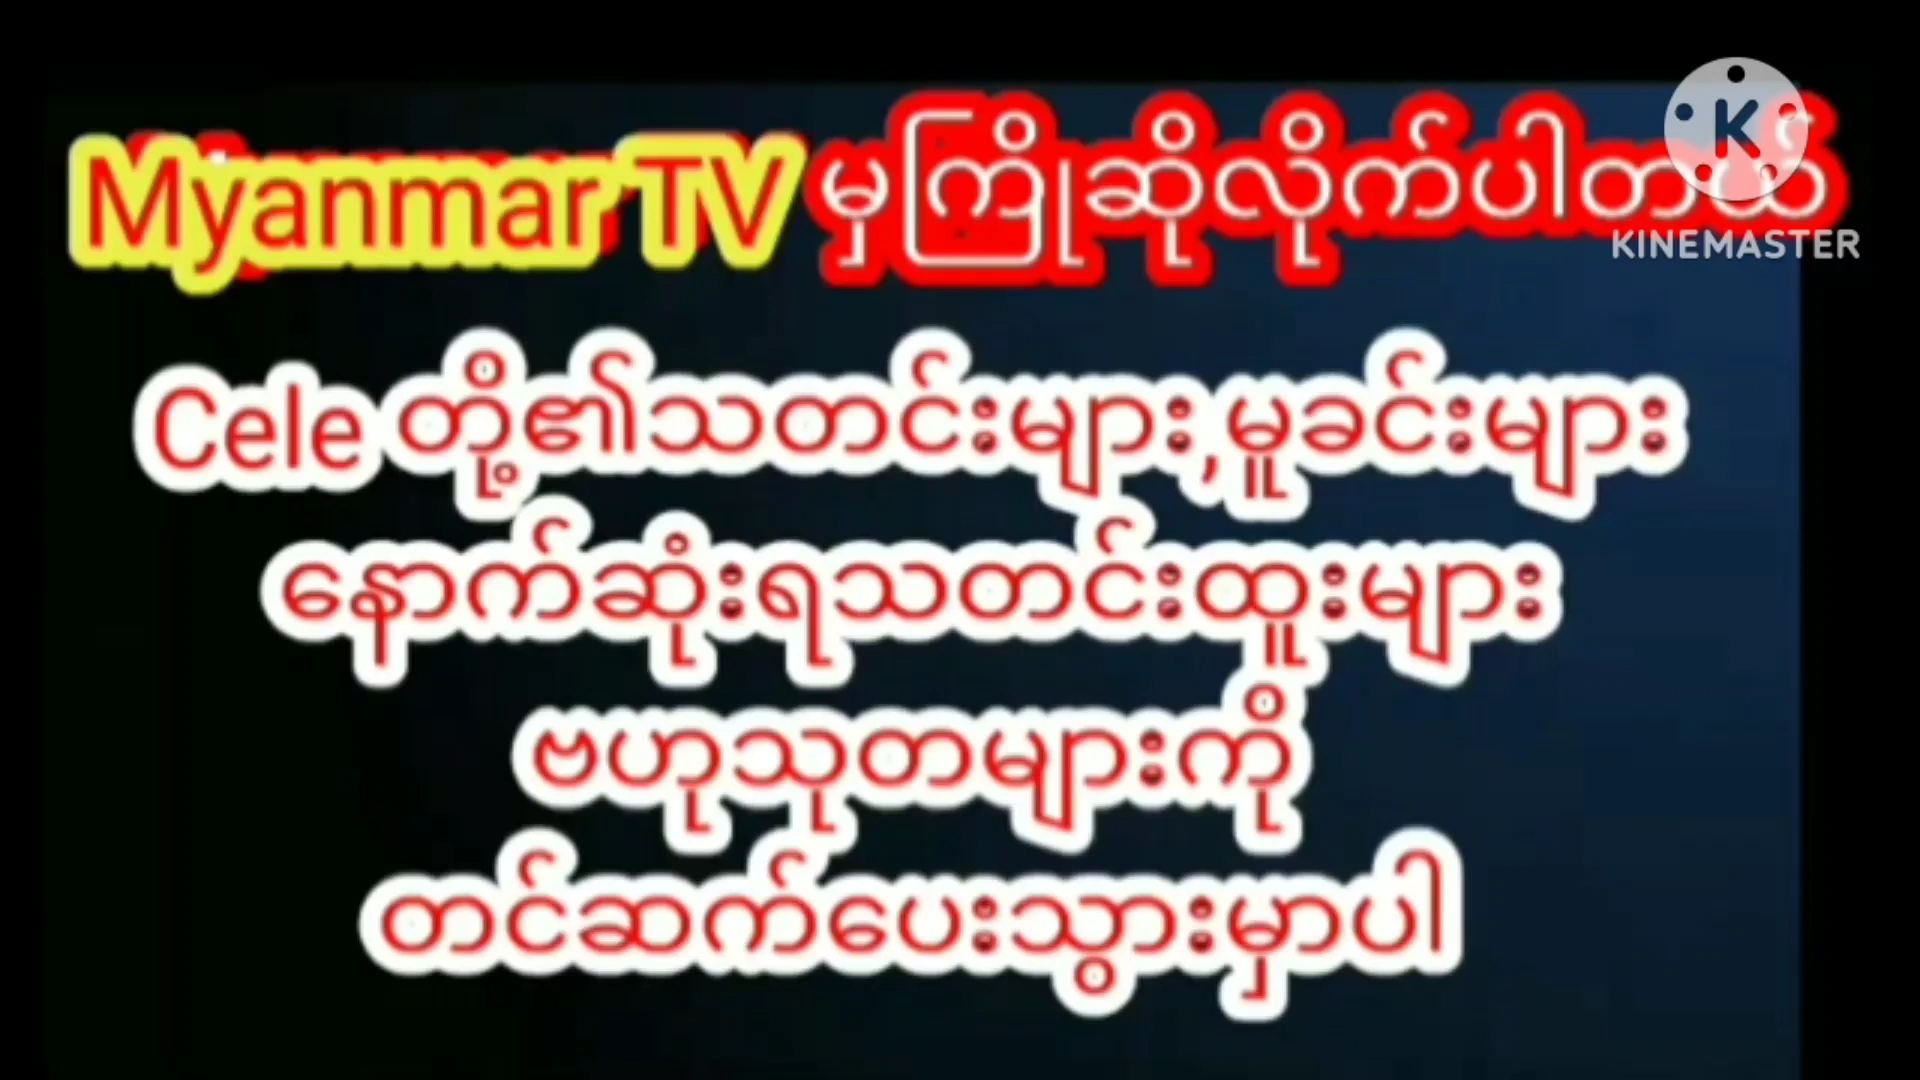 Myanmar TV မှကြိုဆိုလိုက်ပါတယ်
KINEMASTER
Cele တို့၏သတင်းများ,မူခင်းများ
နောက်ဆုံးရသတင်းထူးများ
ဗဟုသုတများကို
တင်ဆက်ပေးသွားမှာပါ